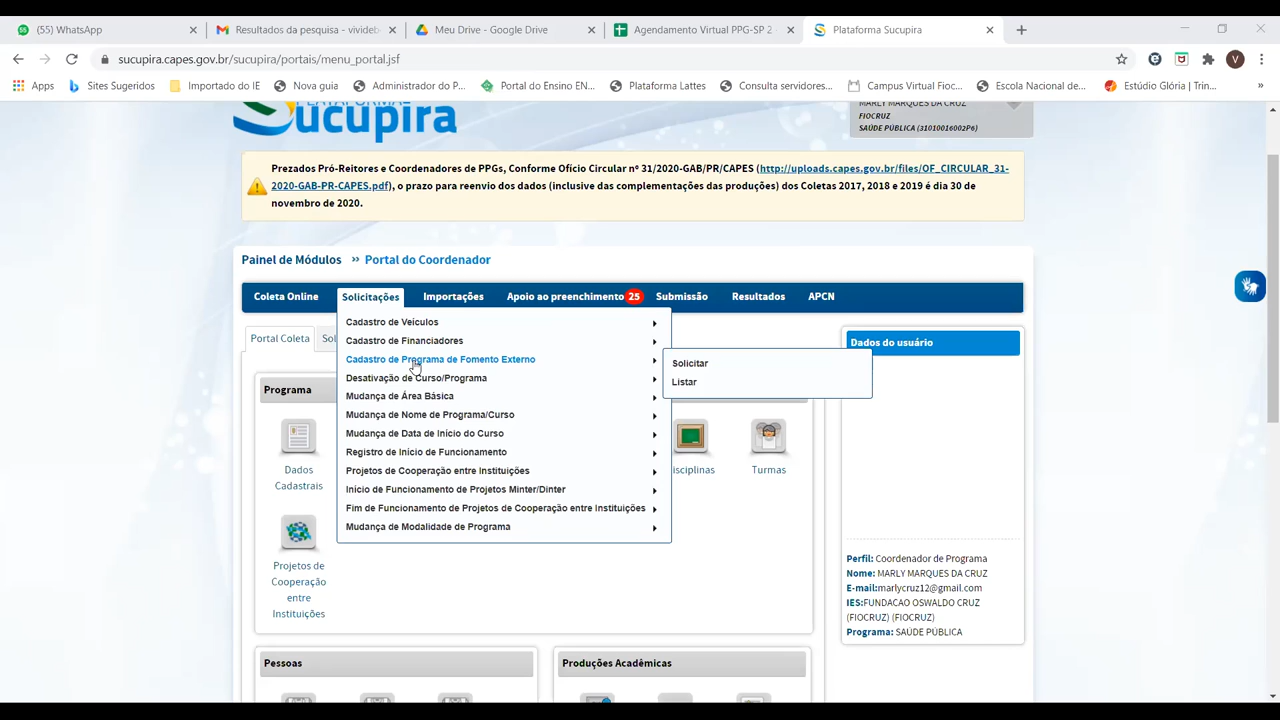 (55) WhatsApp
Resultados da pesquisa - vivideb
Meu Drive - Google Drive
Agendamento Virtual PPG-SP 2
Plataforma Sucupira
sucupira.capes.gov.br/sucupira/portais/menu_portal.jsf
V
Apps
Sites Sugeridos
Importado do IE
Nova guia
Administrador do P...
Portal do Ensino EN...
Plataforma Lattes
Consulta servidores...
Campus Virtual Fioc...
Escola Nacional de...
Estúdio Glória | Trin...
»
PLATAFORMA
Sucupira
MARLY MARQUES DA CRUZ
FIOCRUZ
SAÚDE PÚBLICA (31010016002P6)
Prezados Pró-Reitores e Coordenadores de PPGs, Conforme Ofício Circular nº 31/2020-GAB/PR/CAPES (http://uploads.capes.gov.br/files/OF_CIRCULAR_31-
2020-GAB-PR-CAPES.pdf), o prazo para reenvio dos dados (inclusive das complementações das produções) dos Coletas 2017, 2018 e 2019 é dia 30 de
novembro de 2020.
Painel de Módulos » Portal do Coordenador
Coleta Online
Solicitações
Importações
Apoio ao preenchimento 25
Submissão
Resultados
APCN
Portal Coleta
Sol
Cadastro de Veículos
Cadastro de Financiadores
Cadastro de Programa de Fomento Externo
Desativação de Curso/Programa
Mudança de Área Básica
Mudança de Nome de Programa/Curso
Mudança de Data de Início do Curso
Registro de Início de Funcionamento
Projetos de Cooperação entre Instituições
Início de Funcionamento de Projetos Minter/Dinter
Fim de Funcionamento de Projetos de Cooperação entre Instituições
Mudança de Modalidade de Programa
Solicitar
Listar
Programa
Dados
Cadastrais
isciplinas
Turmas
Projetos de
Cooperação
entre
Instituições
Dados do usuário
Perfil: Coordenador de Programa
Nome: MARLY MARQUES DA CRUZ
E-mail:marlycruz12@gmail.com
IES:FUNDACAO OSWALDO CRUZ
(FIOCRUZ) (FIOCRUZ)
Programa: SAÚDE PÚBLICA
Pessoas
Produções Acadêmicas